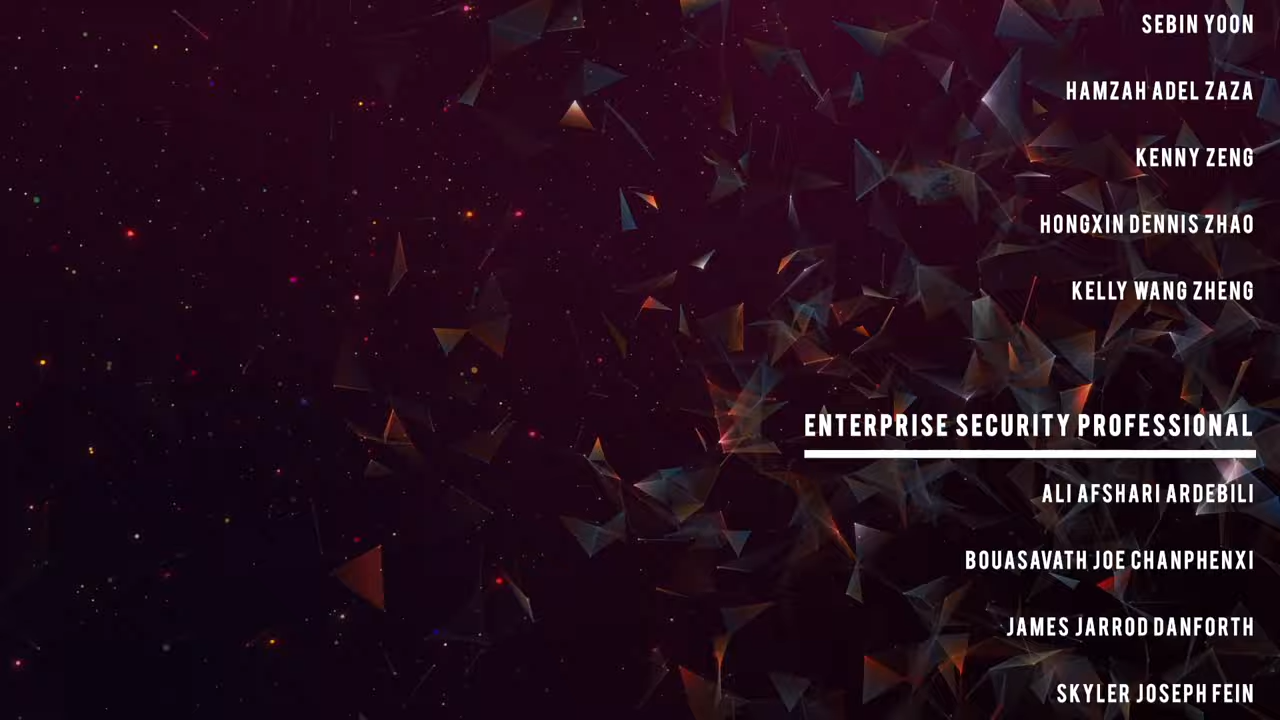 SEBIN YOON
HAMZAH ADEL ZAZA
KENNY ZENG
HONGXIN DENNIS ZHAO
KELLY WANG ZHENG
ENTERPRISE SECURITY PROFESSIONAL
ALI AFSHARI ARDEBILI
BOUASAVATH JOE CHANPHENXI
JAMES JARROD DANFORTH
SKYLER JOSEPH FEIN